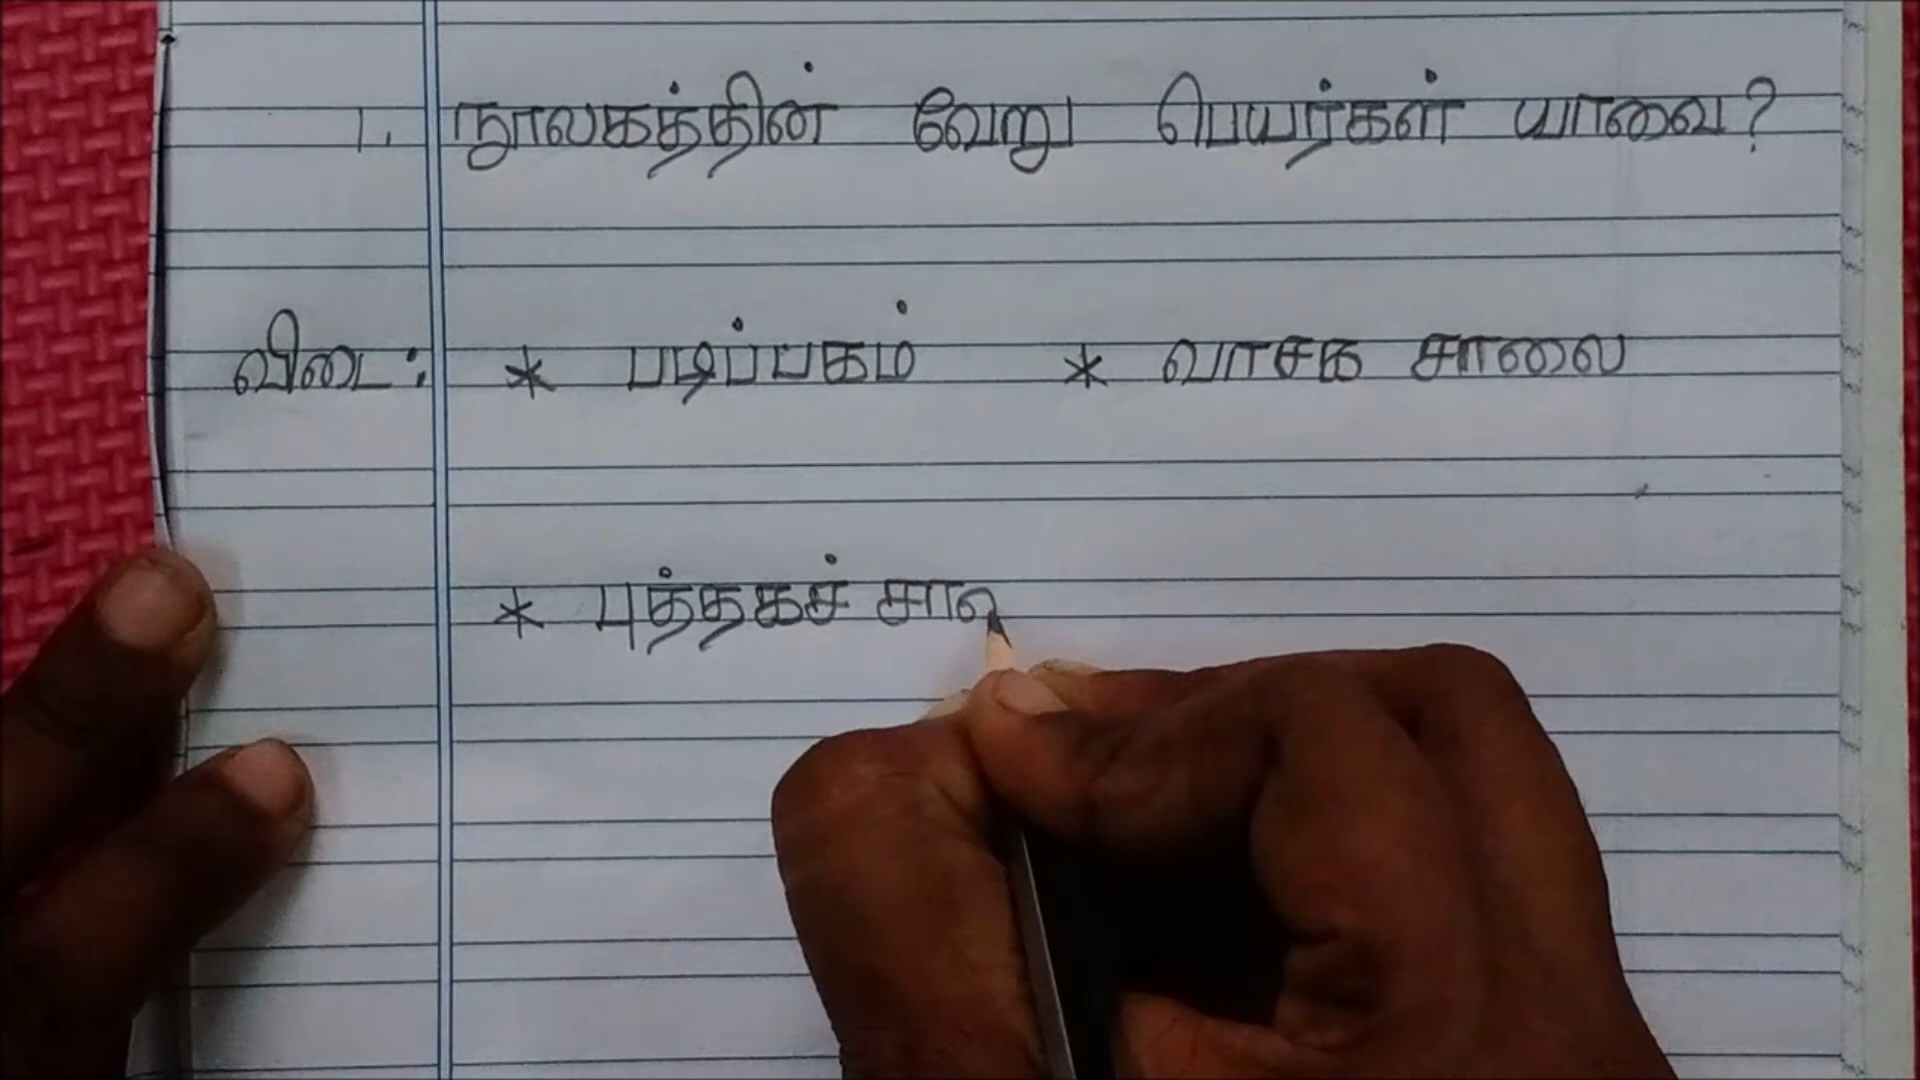 1. நூலகத்தின் வேறு பெயர்கள் யாவை?
விடை: * படிப்பகம் * வாசக சாலை
* புத்தகச்